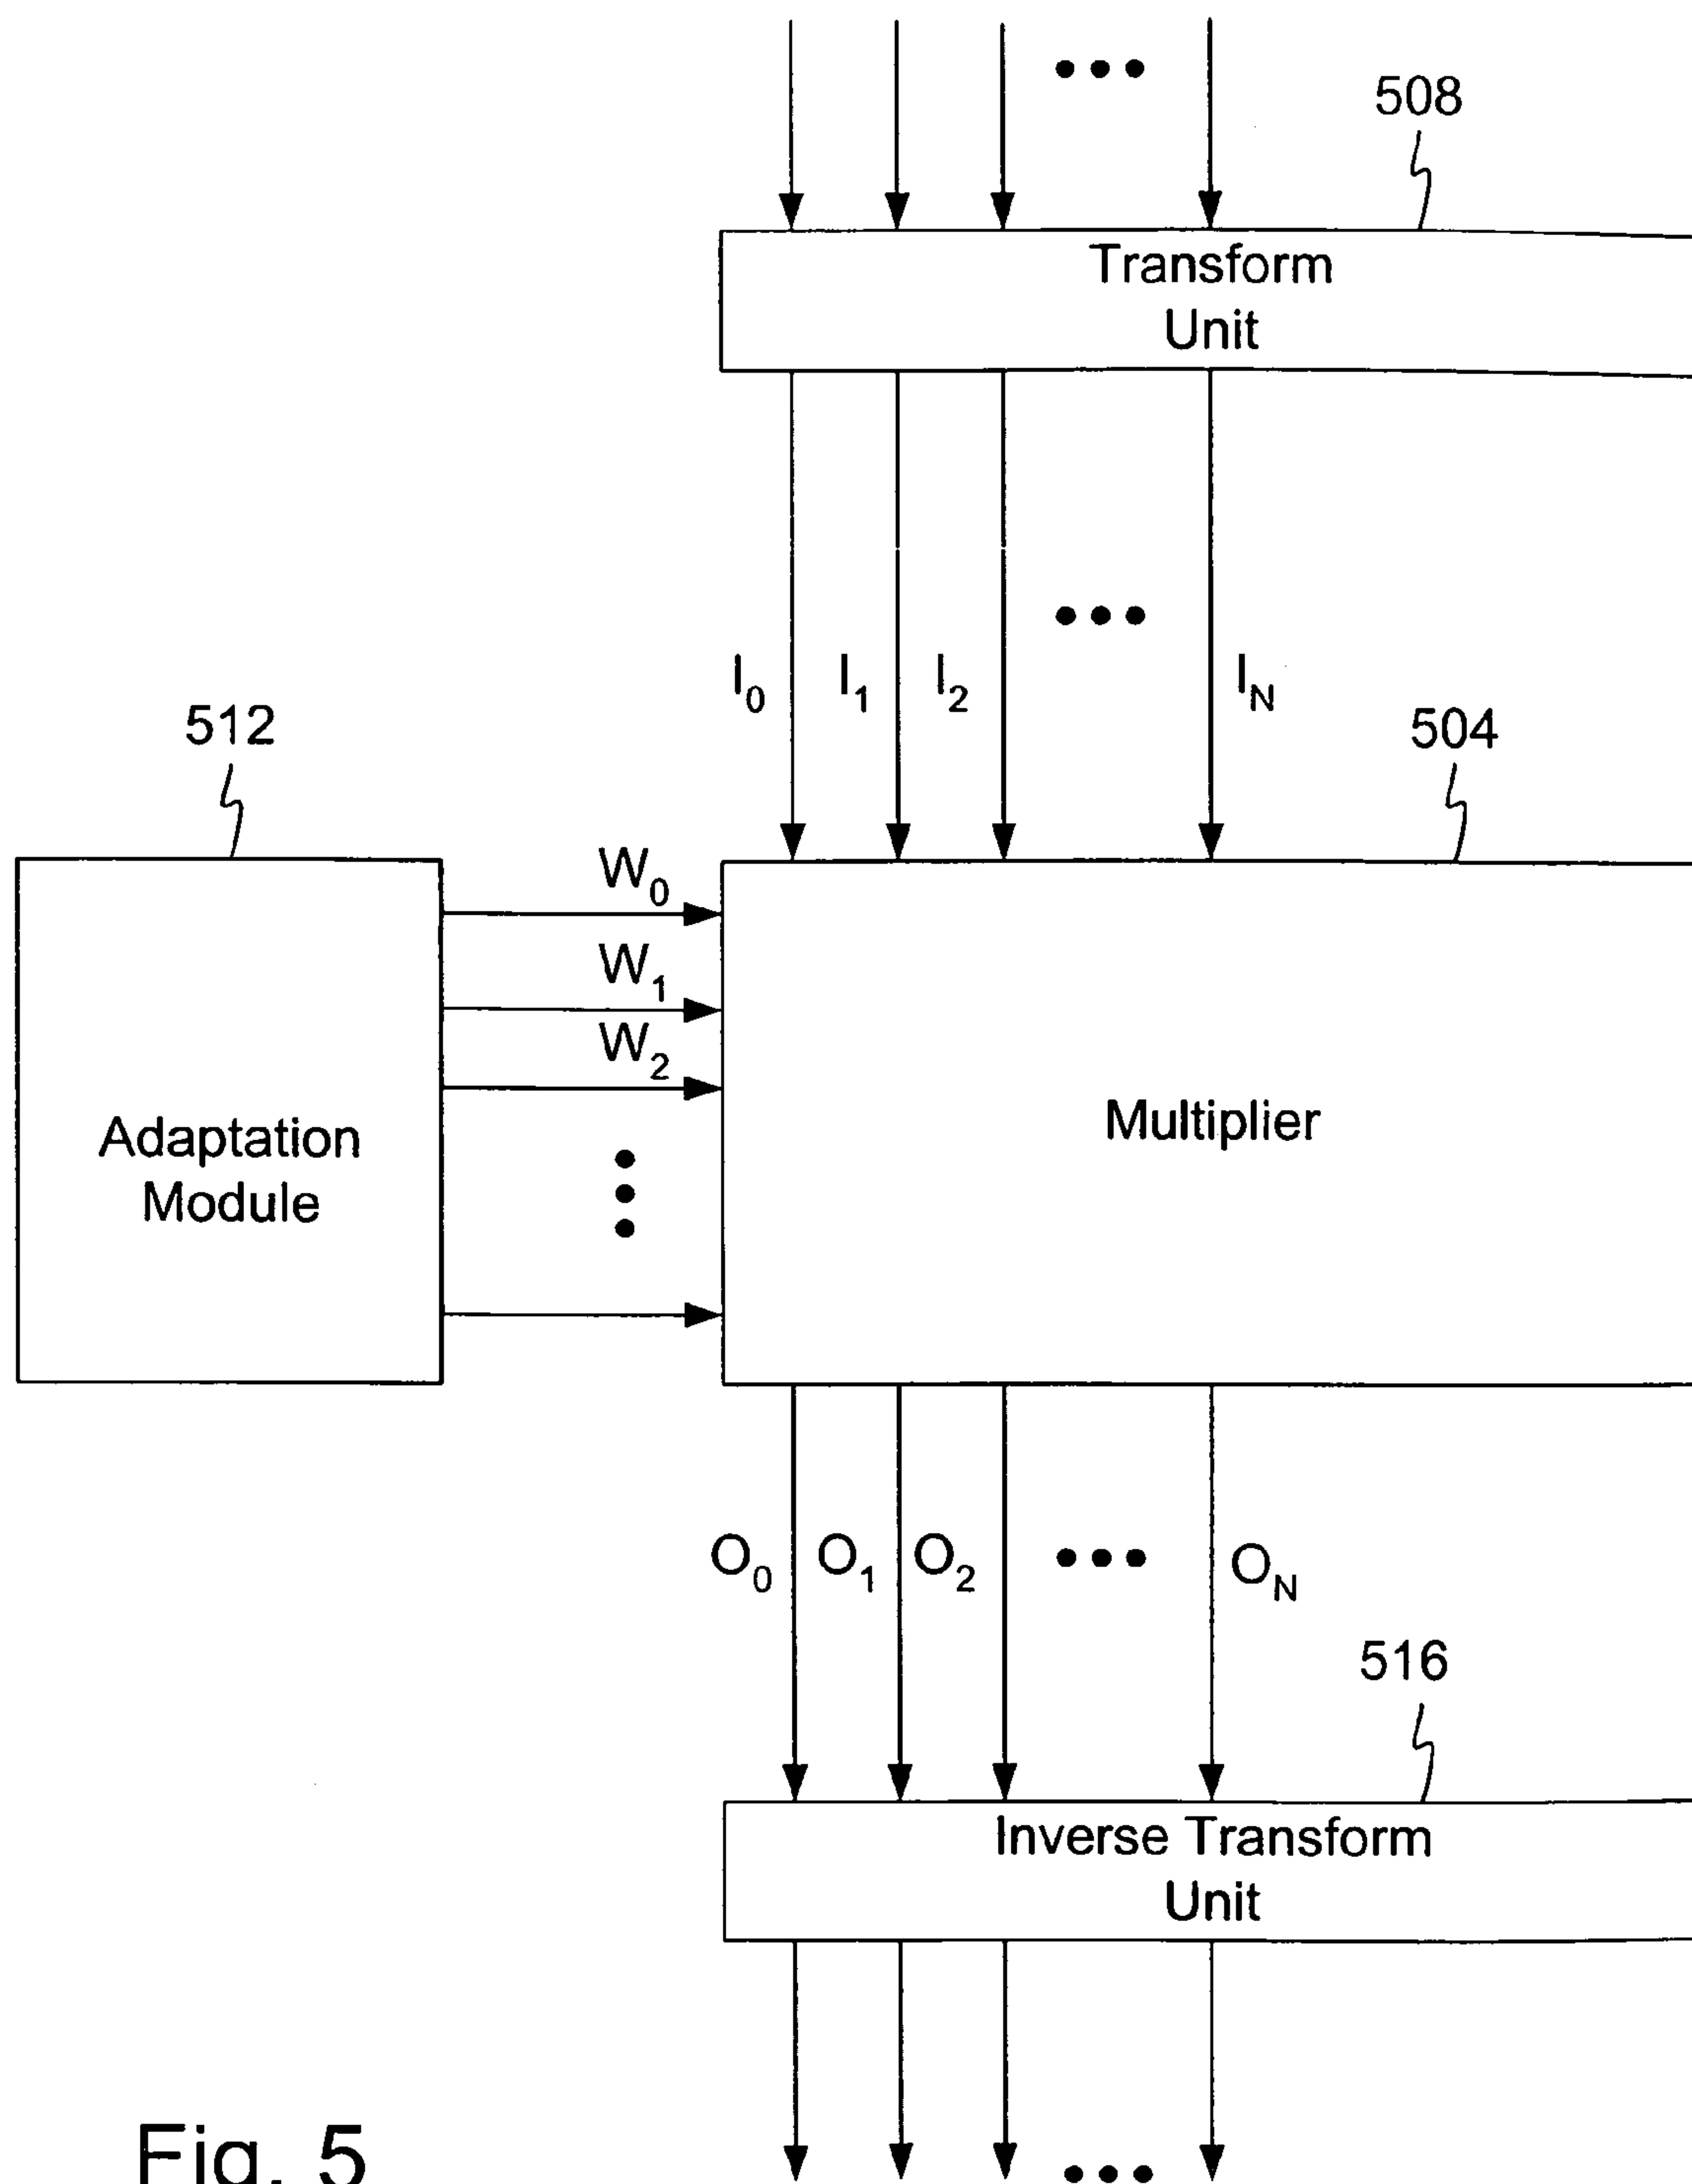 508
Transform
Unit
I0 I1 I2 IN
512
504
W0
W1
W2
Adaptation
Module
Multiplier
O0 O1 O2 ON
516
Inverse Transform
Unit
Fig. 5